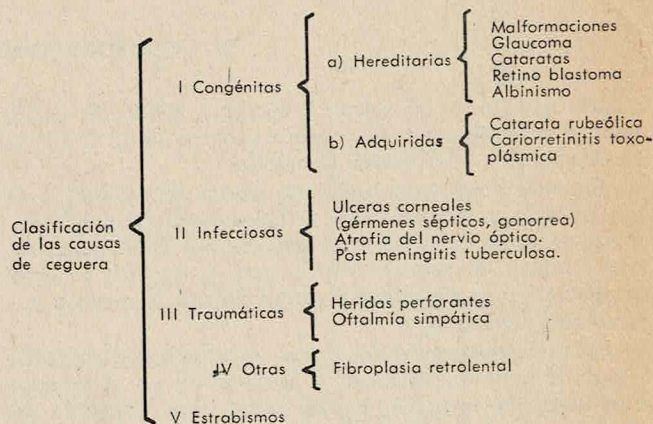 Clasificación
de las causas
de ceguera
I Congénitas
a) Hereditarias
Malformaciones
Glaucoma
Cataratas
Retino blastoma
Albinismo
b) Adquiridas
Catarata rubeólica
Cariorretinitis toxo-
plásmica
II Infecciosas
Ulceras corneales
(gérmenes sépticos, gonorrea)
Atrofia del nervio óptico.
Post meningitis tuberculosa.
III Traumáticas
Heridas perforantes
Oftalmía simpática
IV Otras
Fibroplasia retrolental
V Estrabismos